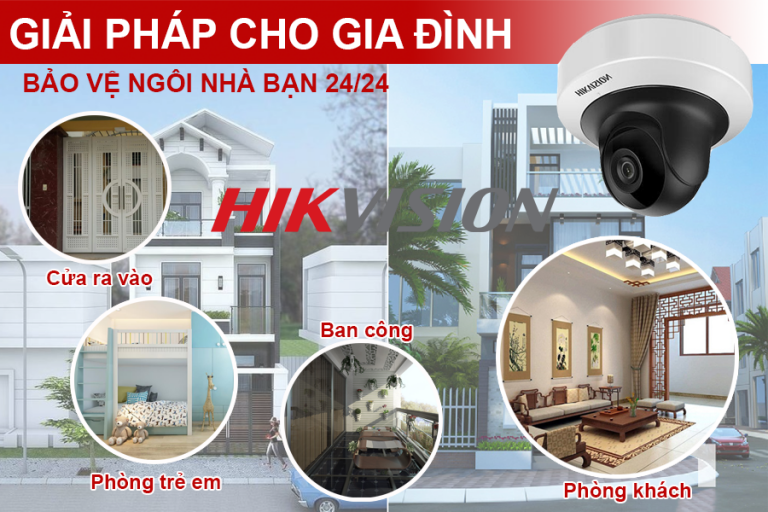 GIẢI PHÁP CHO GIA ĐÌNH
BẢO VỆ NGÔI NHÀ BẠN 24/24
HIKVISION
HIKVISION
Cửa ra vào
Ban công
Phòng trẻ em
Phòng khách